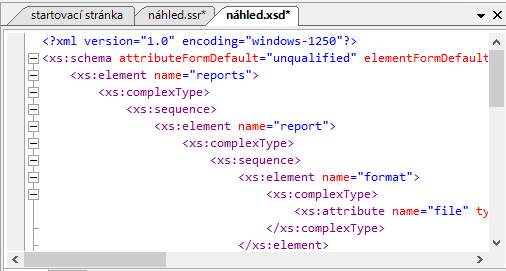 startovací stránka náhled.ssr* náhled.xsd*
<?xml version="1.0" encoding="windows-1250"?>
<xs:schema attributeFormDefault="unqualified" elementFormDefault
<xs:element name="reports">
<xs:complexType>
<xs:sequence>
<xs:element name="report">
<xs:complexType>
<xs:sequence>
<xs:element name="format">
<xs:complexType>
<xs:attribute name="file" ty
</xs:complexType>
</xs:element>